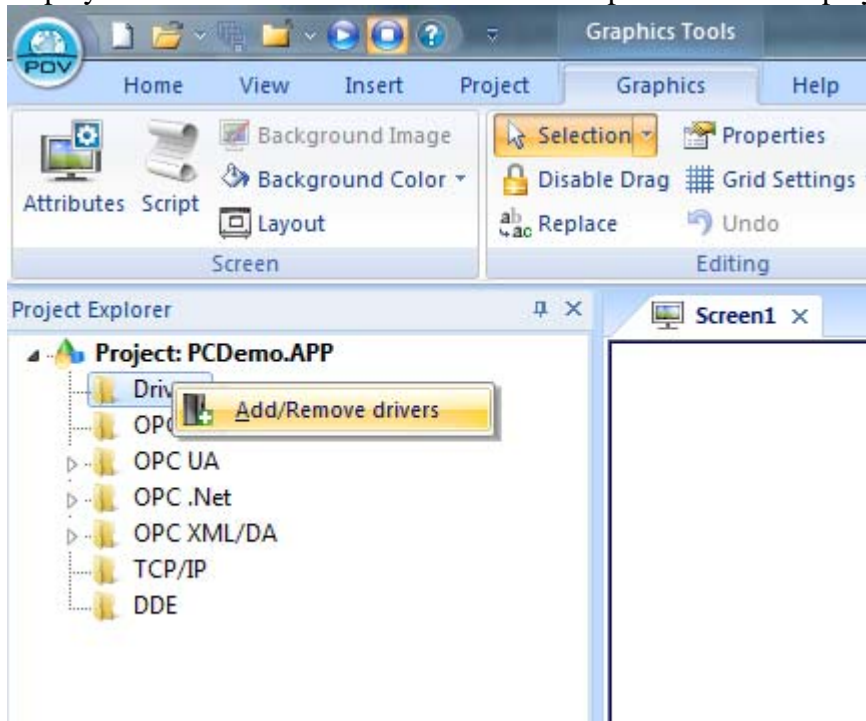 POV
Graphics Tools
Home View Insert Project Graphics Help
Attributes
Script
Background Image
Background Color
Layout
Screen
Selection
Properties
Disable Drag
Grid Settings
Replace
Undo
Editing
Project Explorer
Screen1
Project: PCDemo.APP
Add/Remove drivers
OPC UA
OPC .Net
OPC XML/DA
TCP/IP
DDE